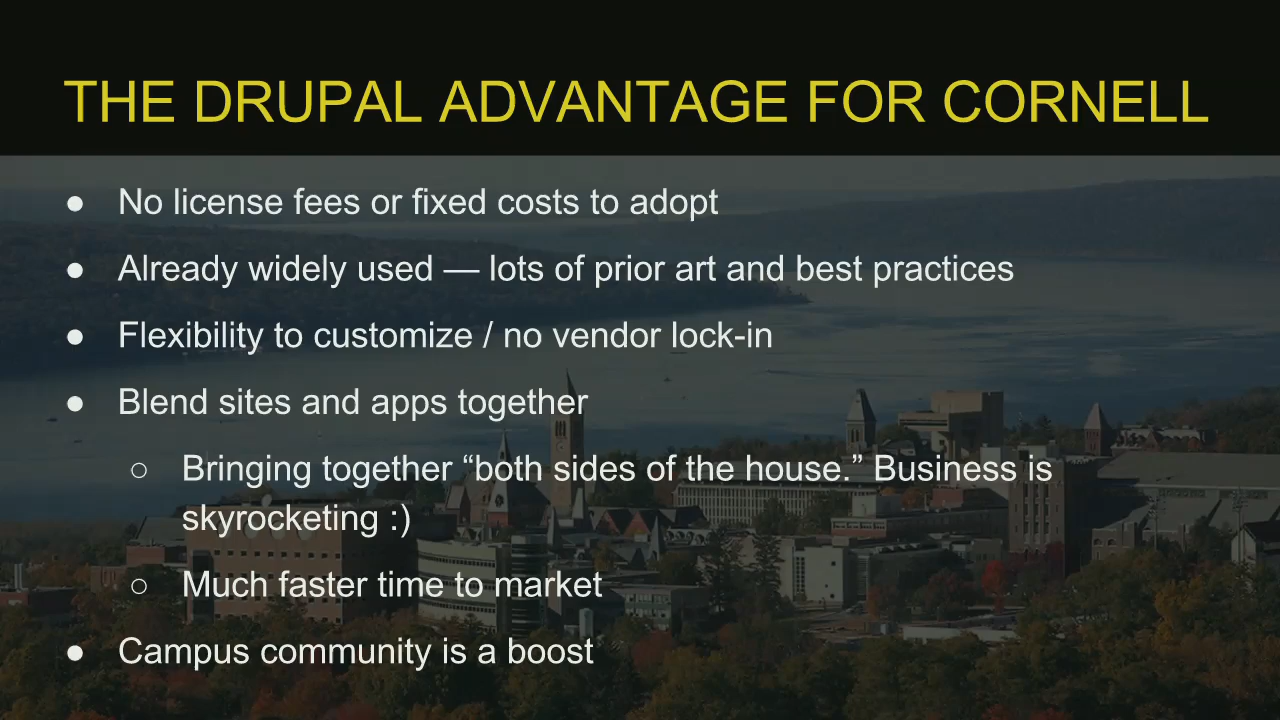 THE DRUPAL ADVANTAGE FOR CORNELL
● No license fees or fixed costs to adopt
● Already widely used — lots of prior art and best practices
● Flexibility to customize / no vendor lock-in
● Blend sites and apps together
○ Bringing together “both sides of the house.” Business is
skyrocketing :)
○ Much faster time to market
● Campus community is a boost